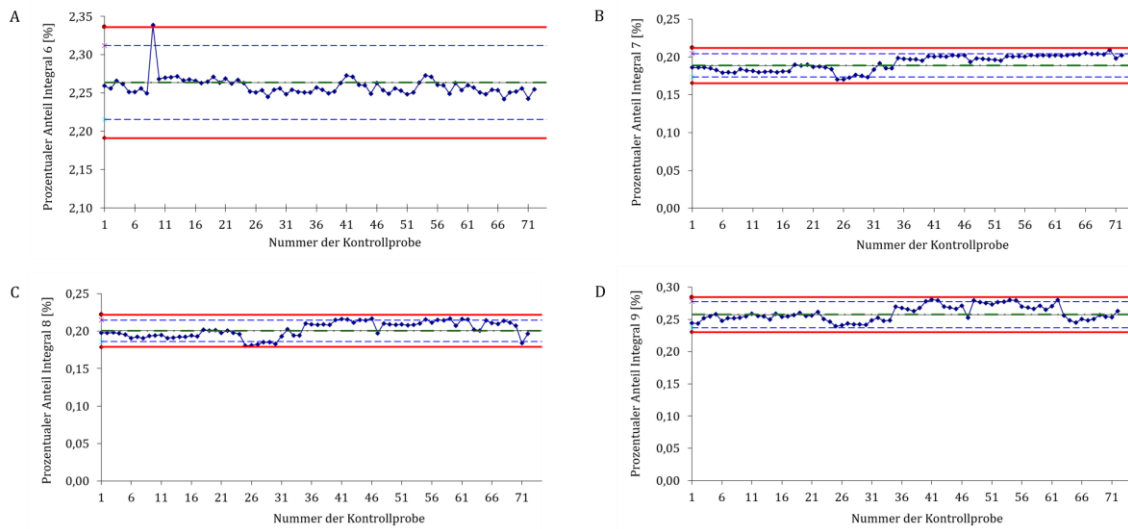 A
Prozentualer Anteil Integral 6 [%]
2,35
2,30
2,25
2,20
2,15
2,10
1 6 11 16 21 26 31 36 41 46 51 56 61 66 71
Nummer der Kontrollprobe
B
Prozentualer Anteil Integral 7 [%]
0,25
0,20
0,15
0,10
0,05
0,00
1 6 11 16 21 26 31 36 41 46 51 56 61 66 71
Nummer der Kontrollprobe
C
Prozentualer Anteil Integral 8 [%]
0,25
0,20
0,15
0,10
0,05
0,00
1 6 11 16 21 26 31 36 41 46 51 56 61 66 71
Nummer der Kontrollprobe
D
Prozentualer Anteil Integral 9 [%]
0,30
0,25
0,20
0,15
0,10
0,05
0,00
1 6 11 16 21 26 31 36 41 46 51 56 61 66 71
Nummer der Kontrollprobe